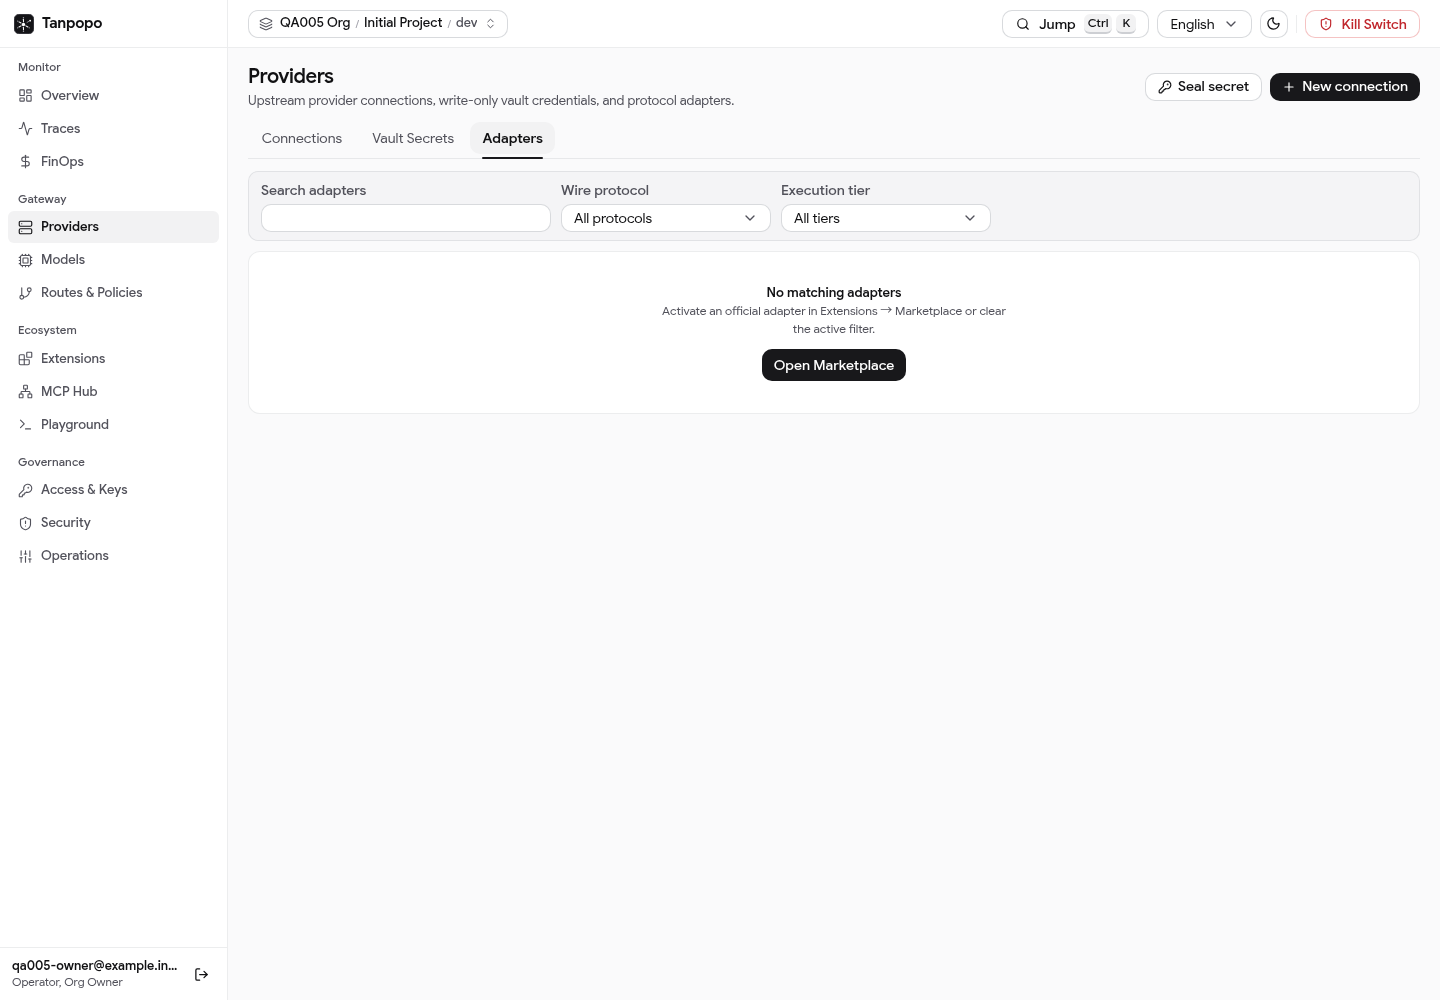 Tanpopo
QA005 Org / Initial Project / dev
Jump Ctrl K
English
Kill Switch
Monitor
Overview
Traces
FinOps
Gateway
Providers
Models
Routes & Policies
Ecosystem
Extensions
MCP Hub
Playground
Governance
Access & Keys
Security
Operations
qa005-owner@example.in...
Operator, Org Owner
Providers
Upstream provider connections, write-only vault credentials, and protocol adapters.
Seal secret
New connection
Connections
Vault Secrets
Adapters
Search adapters
Wire protocol
Execution tier
All protocols
All tiers
No matching adapters
Activate an official adapter in Extensions → Marketplace or clear
the active filter.
Open Marketplace